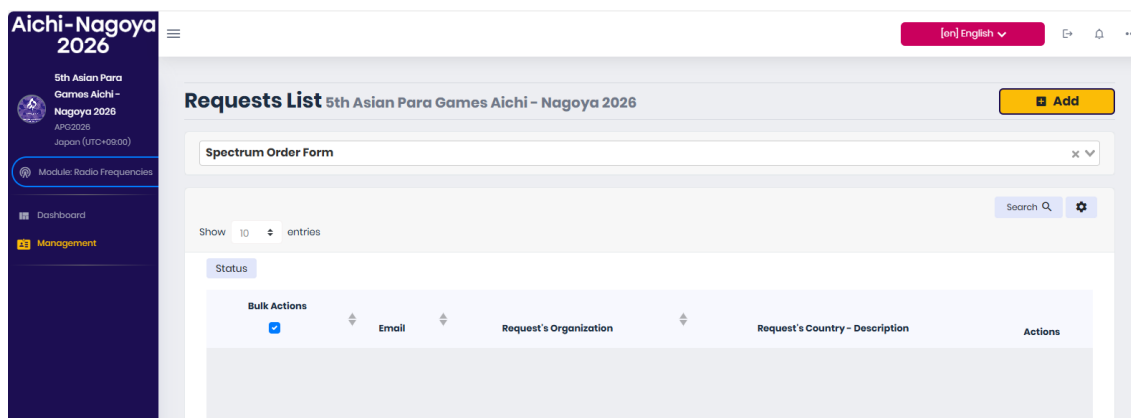 Aichi-Nagoya
2026
5th Asian Para
Games Aichi -
Nagoya 2026
APG2026
Japan (UTC+09:00)
Module: Radio Frequencies
Dashboard
Management
[en] English
Requests List 5th Asian Para Games Aichi - Nagoya 2026
Add
Spectrum Order Form
Search
Show 10 entries
Status
Bulk Actions
Email
Request's Organization
Request's Country - Description
Actions